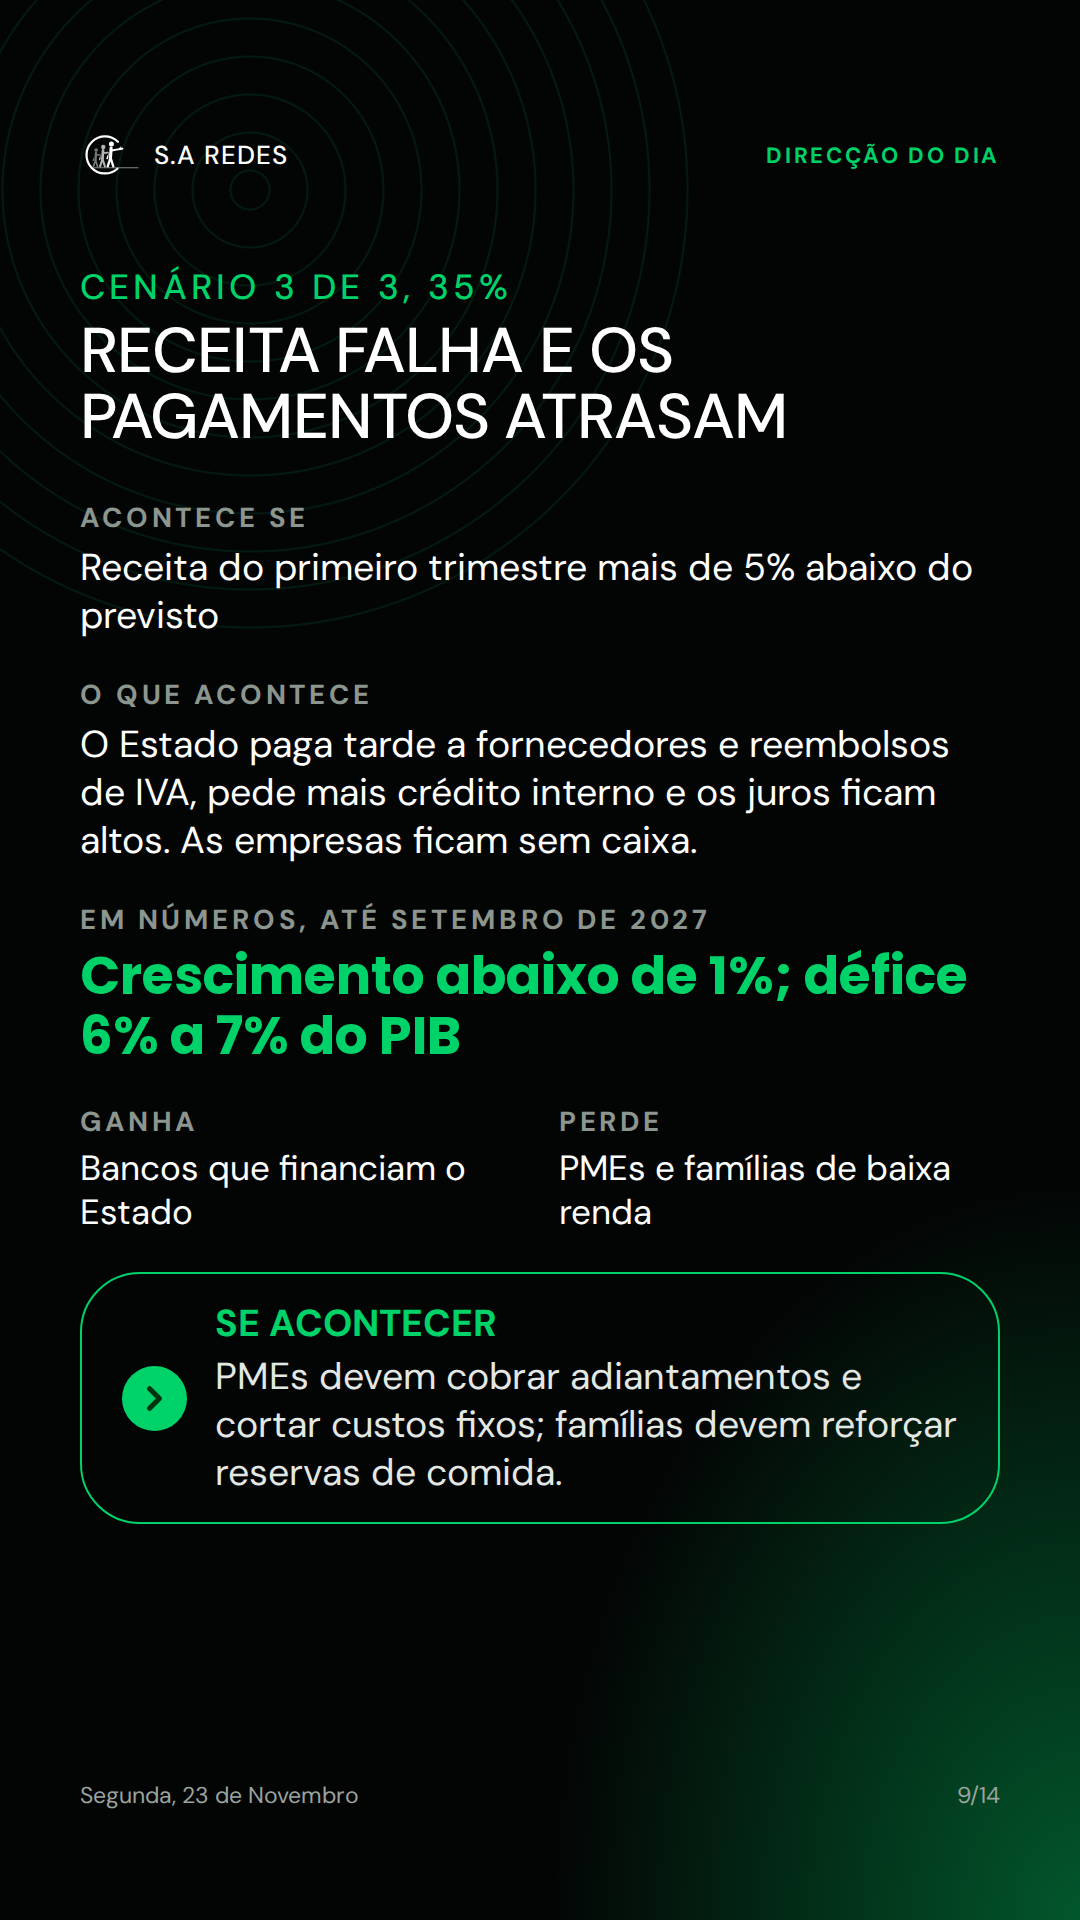 S.A REDES
DIRECÇÃO DO DIA
CENÁRIO 3 DE 3, 35%
RECEITA FALHA E OS
PAGAMENTOS ATRASAM
ACONTECE SE
Receita do primeiro trimestre mais de 5% abaixo do
previsto
O QUE ACONTECE
O Estado paga tarde a fornecedores e reembolsos
de IVA, pede mais crédito interno e os juros ficam
altos. As empresas ficam sem caixa.
EM NÚMEROS, ATÉ SETEMBRO DE 2027
Crescimento abaixo de 1%; défice
6% a 7% do PIB
GANHA
Bancos que financiam o
Estado
PERDE
PMEs e famílias de baixa
renda
SE ACONTECER
PMEs devem cobrar adiantamentos e
cortar custos fixos; famílias devem reforçar
reservas de comida.
Segunda, 23 de Novembro
9/14